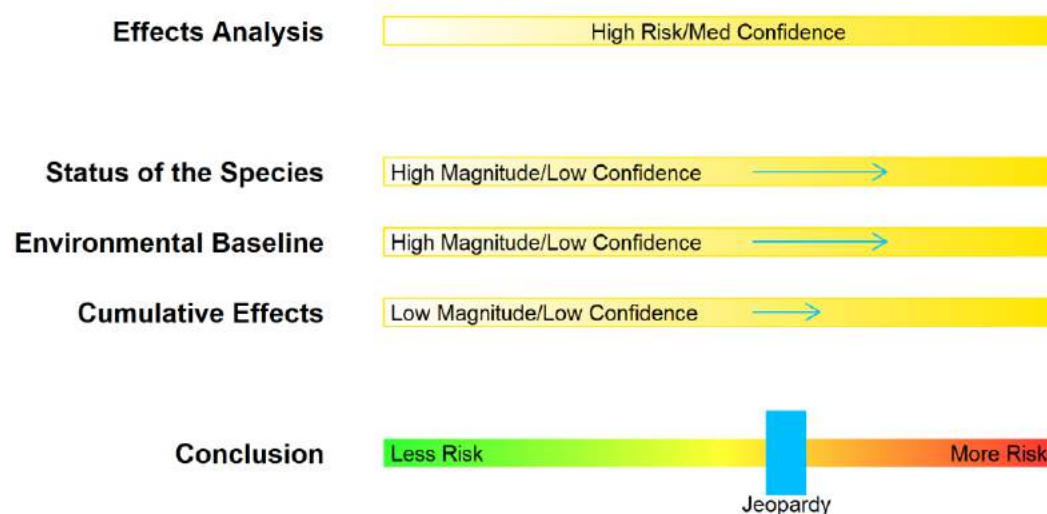 Effects Analysis High Risk/Med Confidence
Status of the Species High Magnitude/Low Confidence
Environmental Baseline High Magnitude/Low Confidence
Cumulative Effects Low Magnitude/Low Confidence
Conclusion Less Risk More Risk
Jeopardy